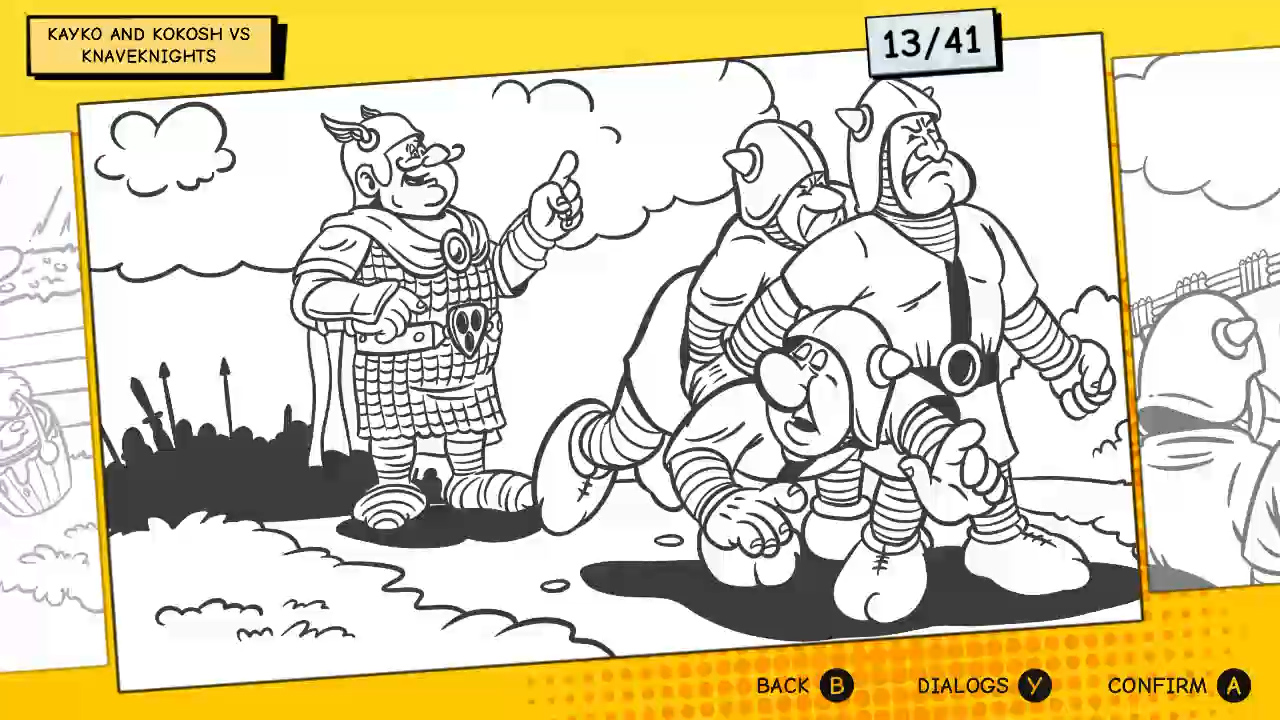 KAYKO AND KOKOSH VS
KNAVEKNIGHTS
13/41
BACK B
DIALOGS Y
CONFIRM A